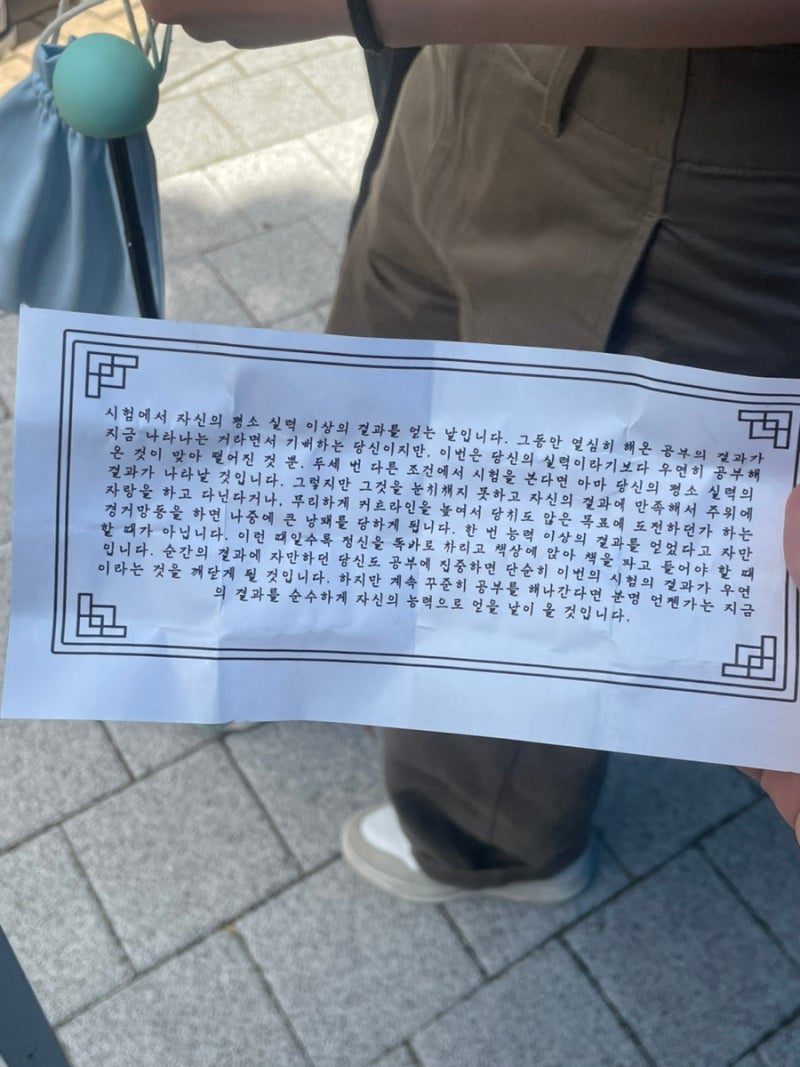 시험에서 자신의 평소 실력 이상의 결과를 얻는 날입니다. 그동안 열심히 해온 공부의 결과가
지금 나타나는 거라면서 기뻐하는 당신이지만, 이번은 당신의 실력이라기보다 우연히 공부해
온 것이 맞아 떨어진 것 뿐. 두세 번 다른 조건에서 시험을 본다면 아마 당신의 평소 실력의
결과가 나타날 것입니다. 그렇지만 그것을 눈치채지 못하고 자신의 결과에 만족해서 주위에
자랑을 하고 다닌다거나, 무리하게 커트라인을 높여서 당치도 않은 목표에 도전하던가 하는
경거망동을 하면 나중에 큰 낭패를 당하게 됩니다. 한 번 능력 이상의 결과를 얻었다고 자만
할 때가 아닙니다. 이런 때일수록 정신을 똑바로 차리고 책상에 앉아 책을 파고 들어야 할 때
입니다. 순간의 결과에 자만하던 당신도 공부에 집중하면 단순히 이번의 시험의 결과가 우연
이라는 것을 깨닫게 될 것입니다. 하지만 계속 꾸준히 공부를 해나간다면 분명 언젠가는 지금
의 결과를 순수하게 자신의 능력으로 얻을 날이 올 것입니다.